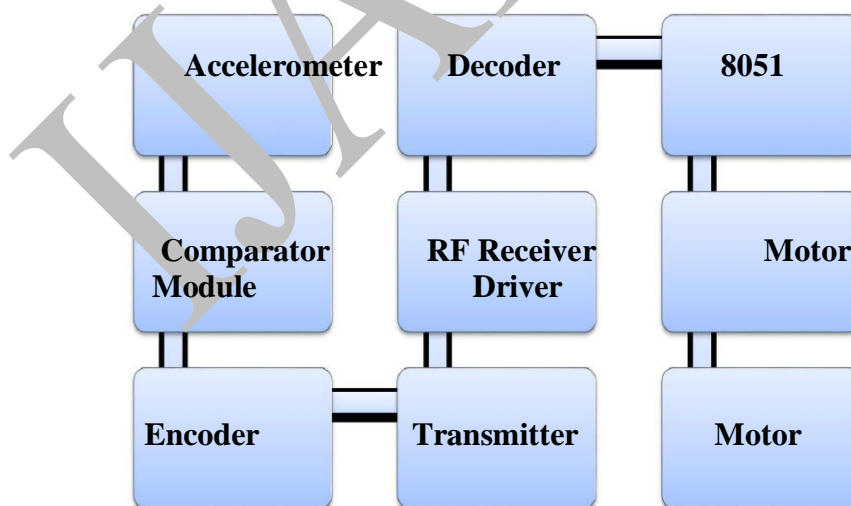 Accelerometer
Decoder
8051
Comparator
Module
RF Receiver
Driver
Motor
Encoder
Transmitter
Motor